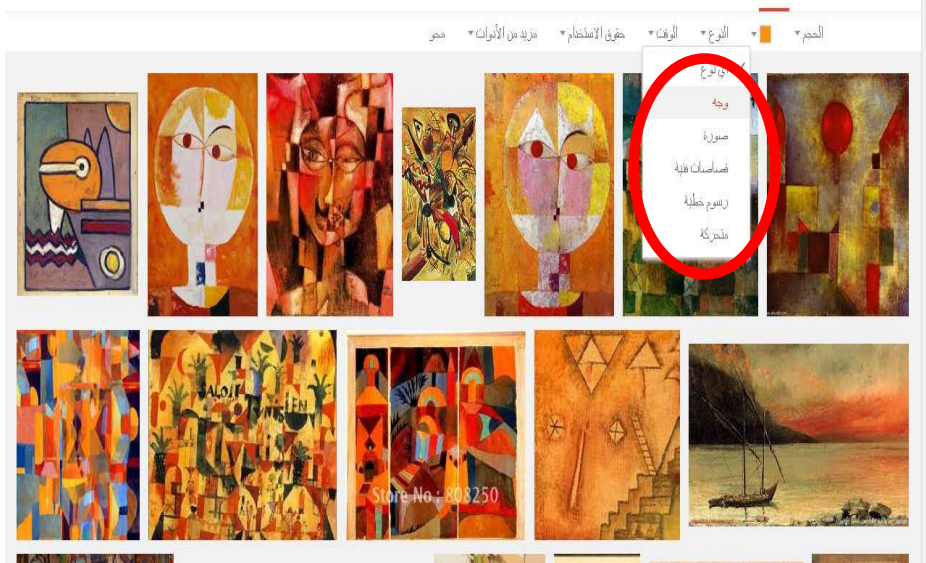 الحجم النوع الوقت حقوق الاستخدام مزيد من الأدوات محو
أي نوع
وجه
صورة
قصاصات فنية
رسوم خطية
متحركة
Store No : 808250